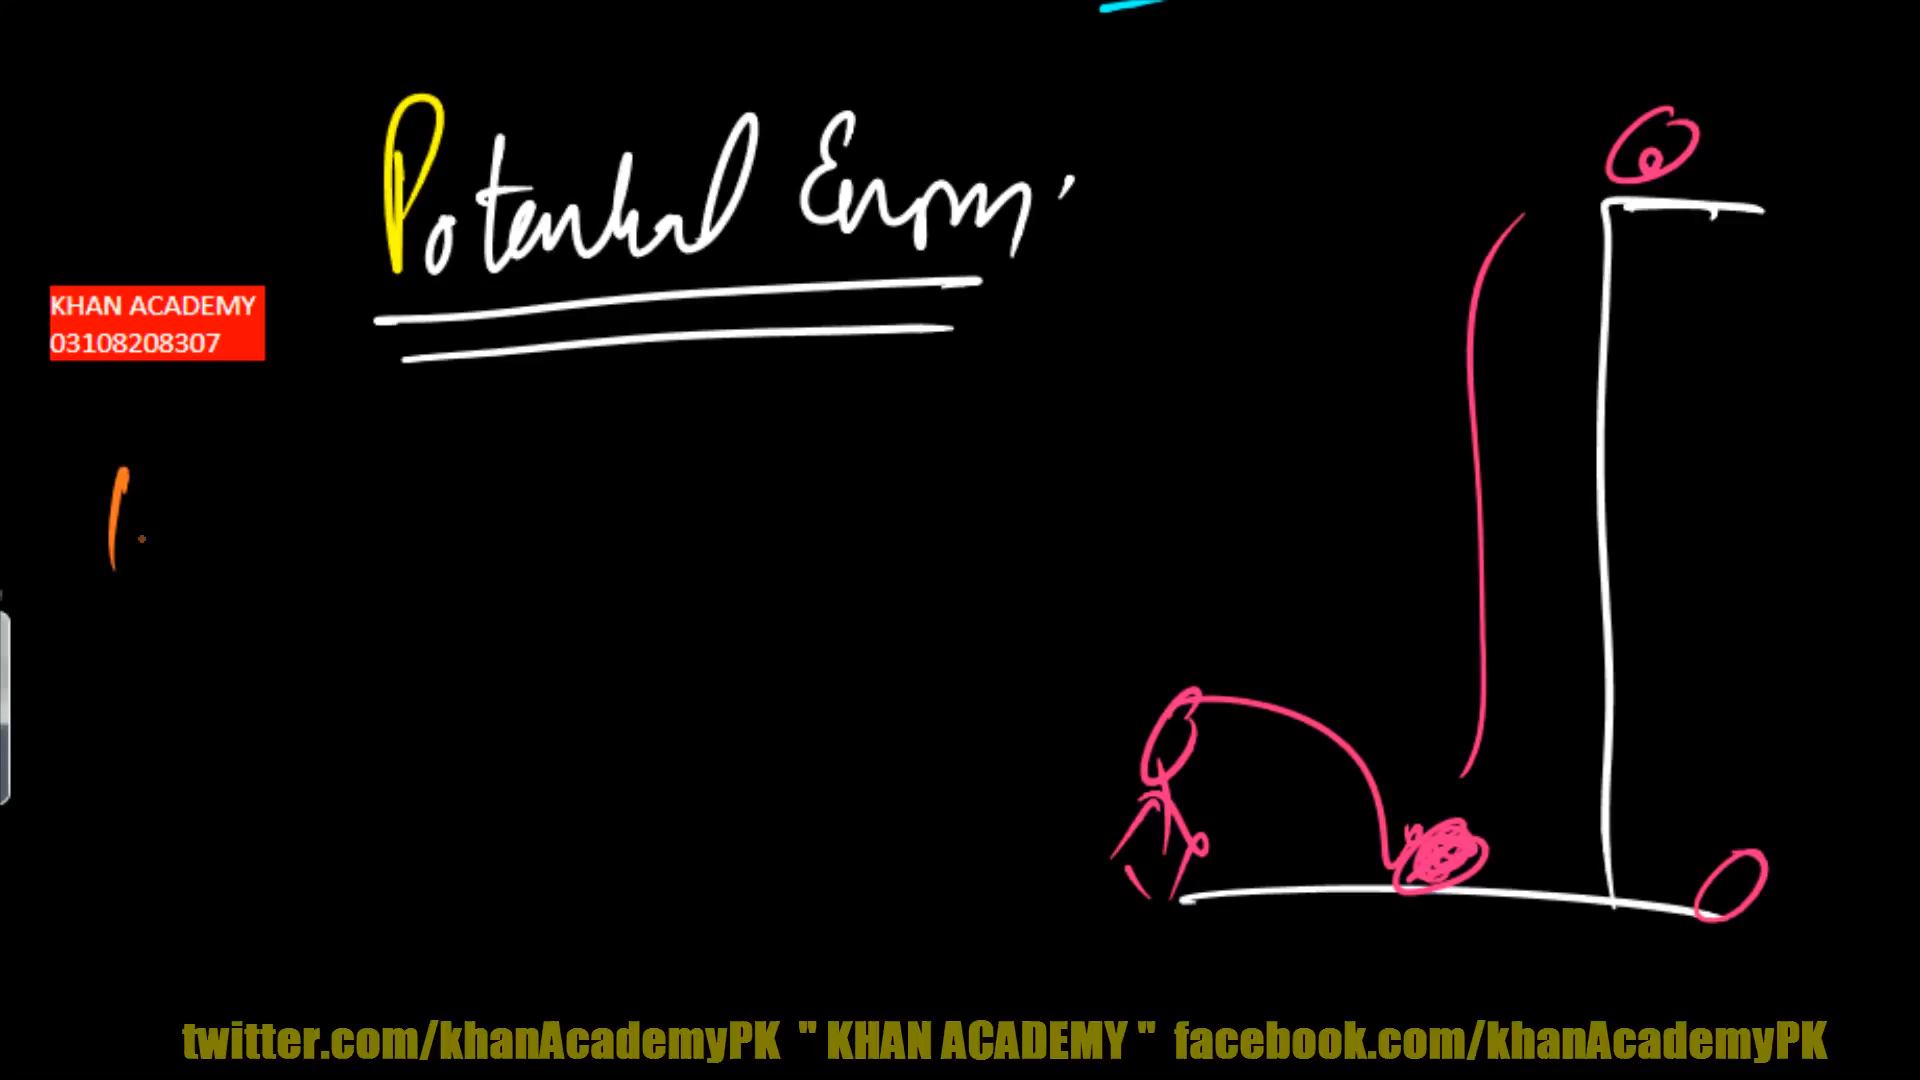 Potential Energy
KHAN ACADEMY
03108208307
twitter.com/khanAcademyPK " KHAN ACADEMY " facebook.com/khanAcademyPK